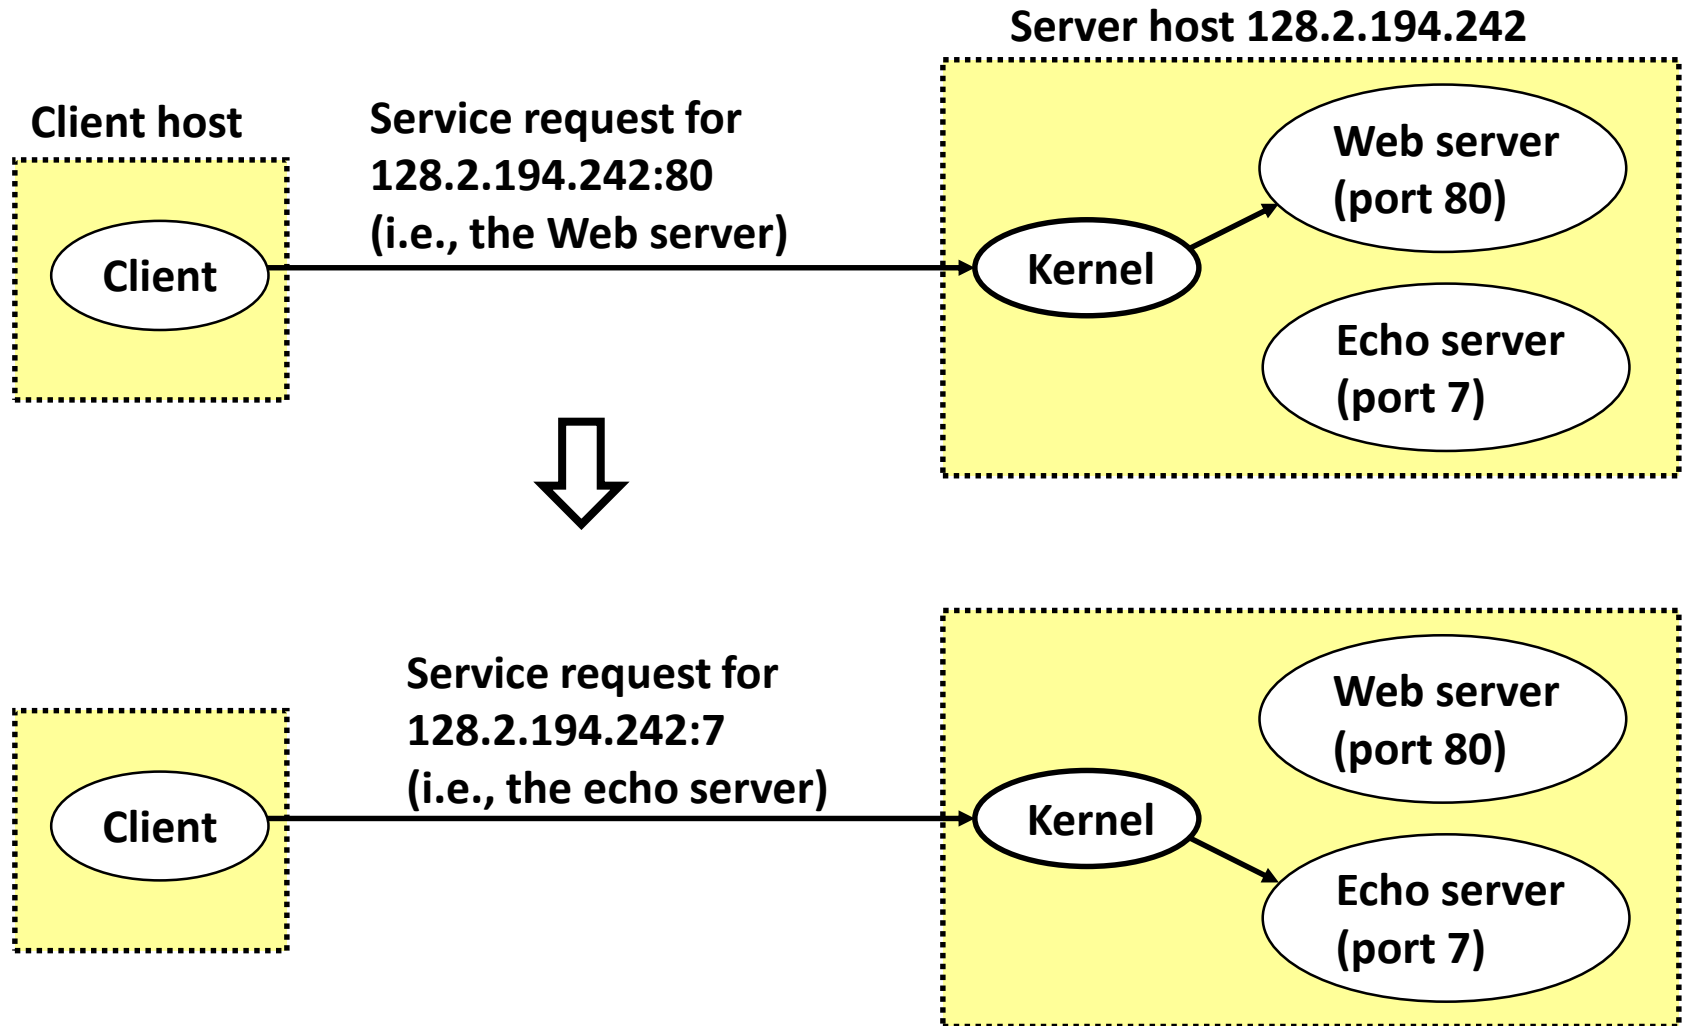 Server host 128.2.194.242
Client host
Service request for
128.2.194.242:80
(i.e., the Web server)
Client
Kernel
Web server
(port 80)
Echo server
(port 7)
Service request for
128.2.194.242:7
(i.e., the echo server)
Client
Kernel
Web server
(port 80)
Echo server
(port 7)